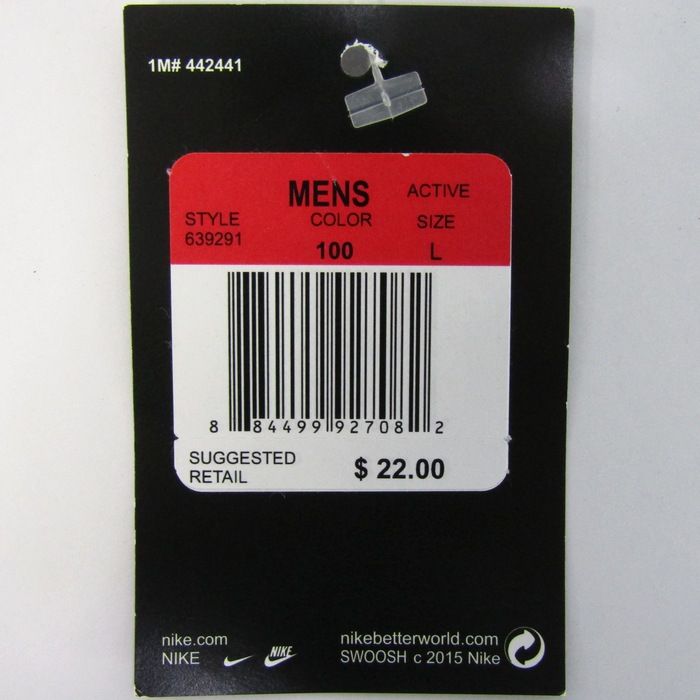 1M# 442441
MENS ACTIVE
STYLE COLOR SIZE
639291 100 L
8 84499 92708 2
SUGGESTED
RETAIL $ 22.00
nike.com nikebetterworld.com
NIKE NIKE SWOOSH c 2015 Nike